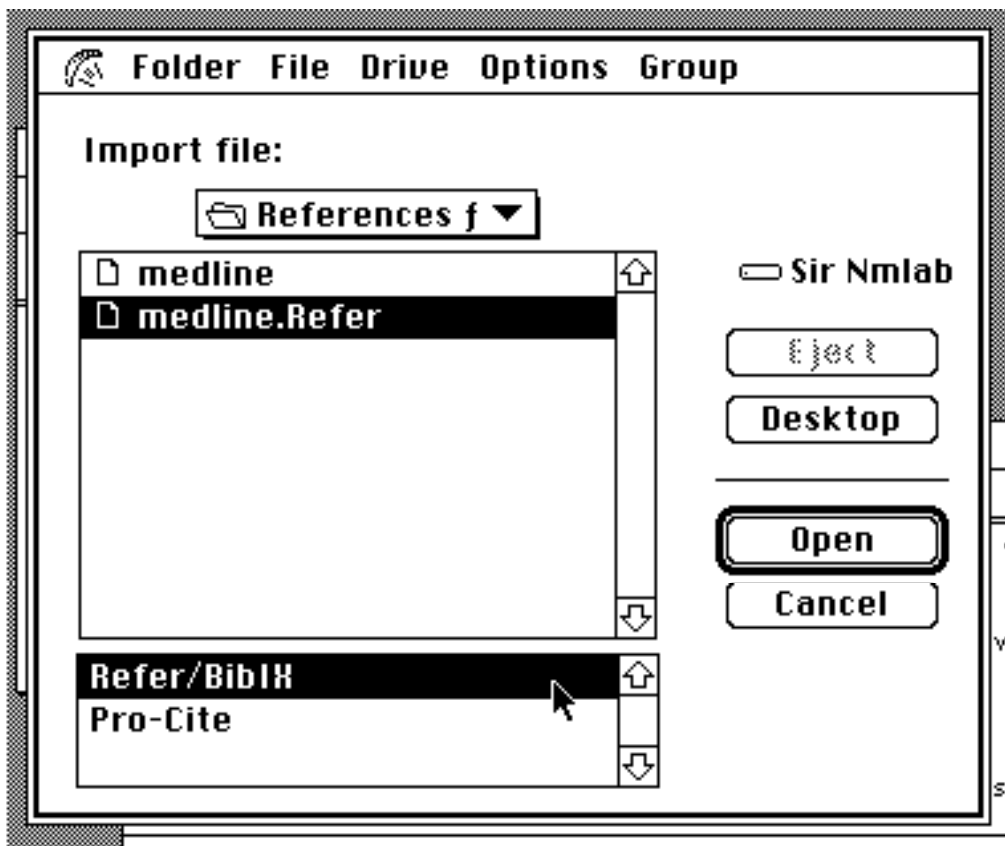 Folder File Drive Options Group
Import file:
References ƒ
medline
medline.Refer
Sir Nmlab
Eject
Desktop
Open
Cancel
Refer/BibIX
Pro-Cite